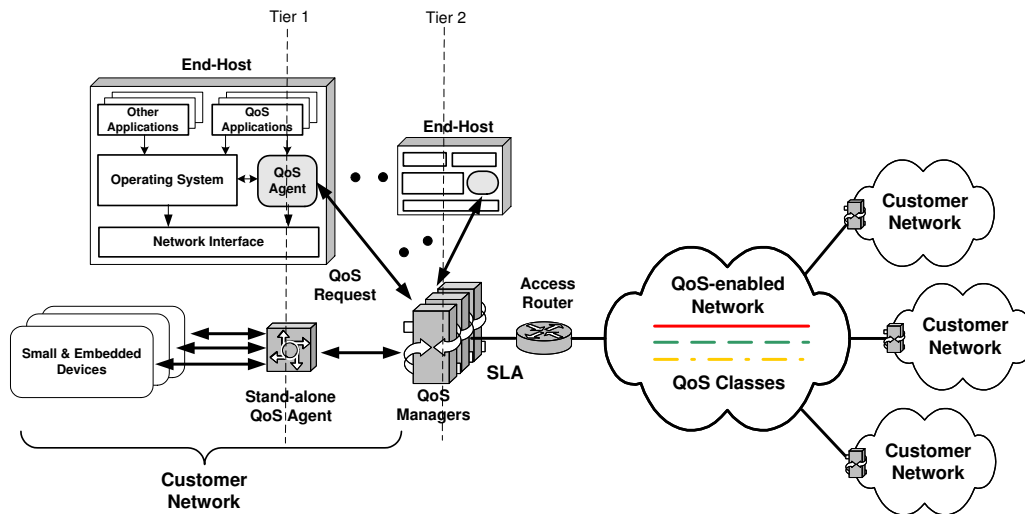 Tier 1
Tier 2
End-Host
Other
Applications
QoS
Applications
Operating System
QoS
Agent
Network Interface
End-Host
QoS
Request
Small & Embedded
Devices
Stand-alone
QoS Agent
QoS
Managers
SLA
Access
Router
QoS-enabled
Network
QoS Classes
Customer
Network
Customer
Network
Customer
Network
Customer
Network